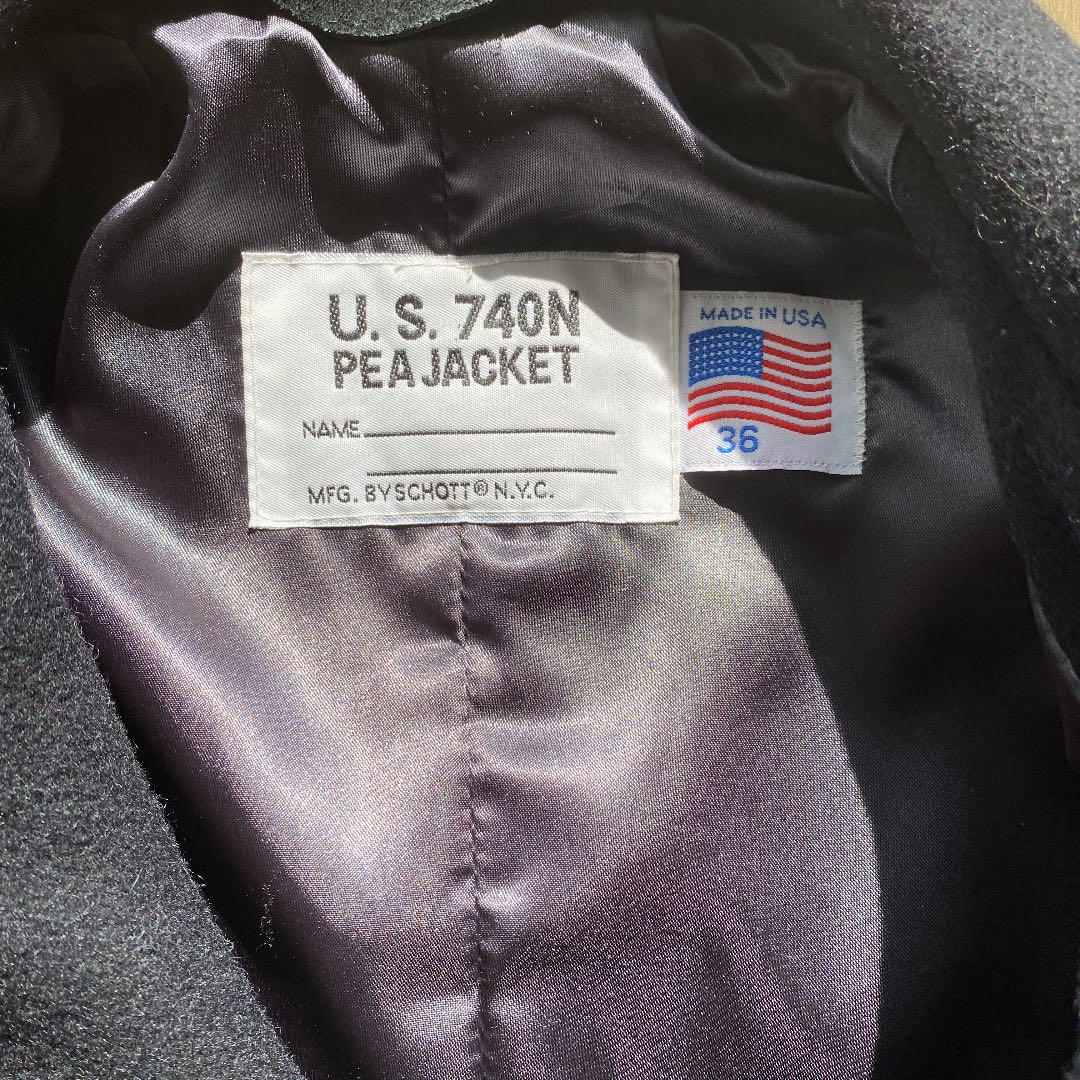 U. S. 740N
PEA JACKET
NAME
MFG. BY SCHOTT® N.Y.C.
MADE IN USA
36